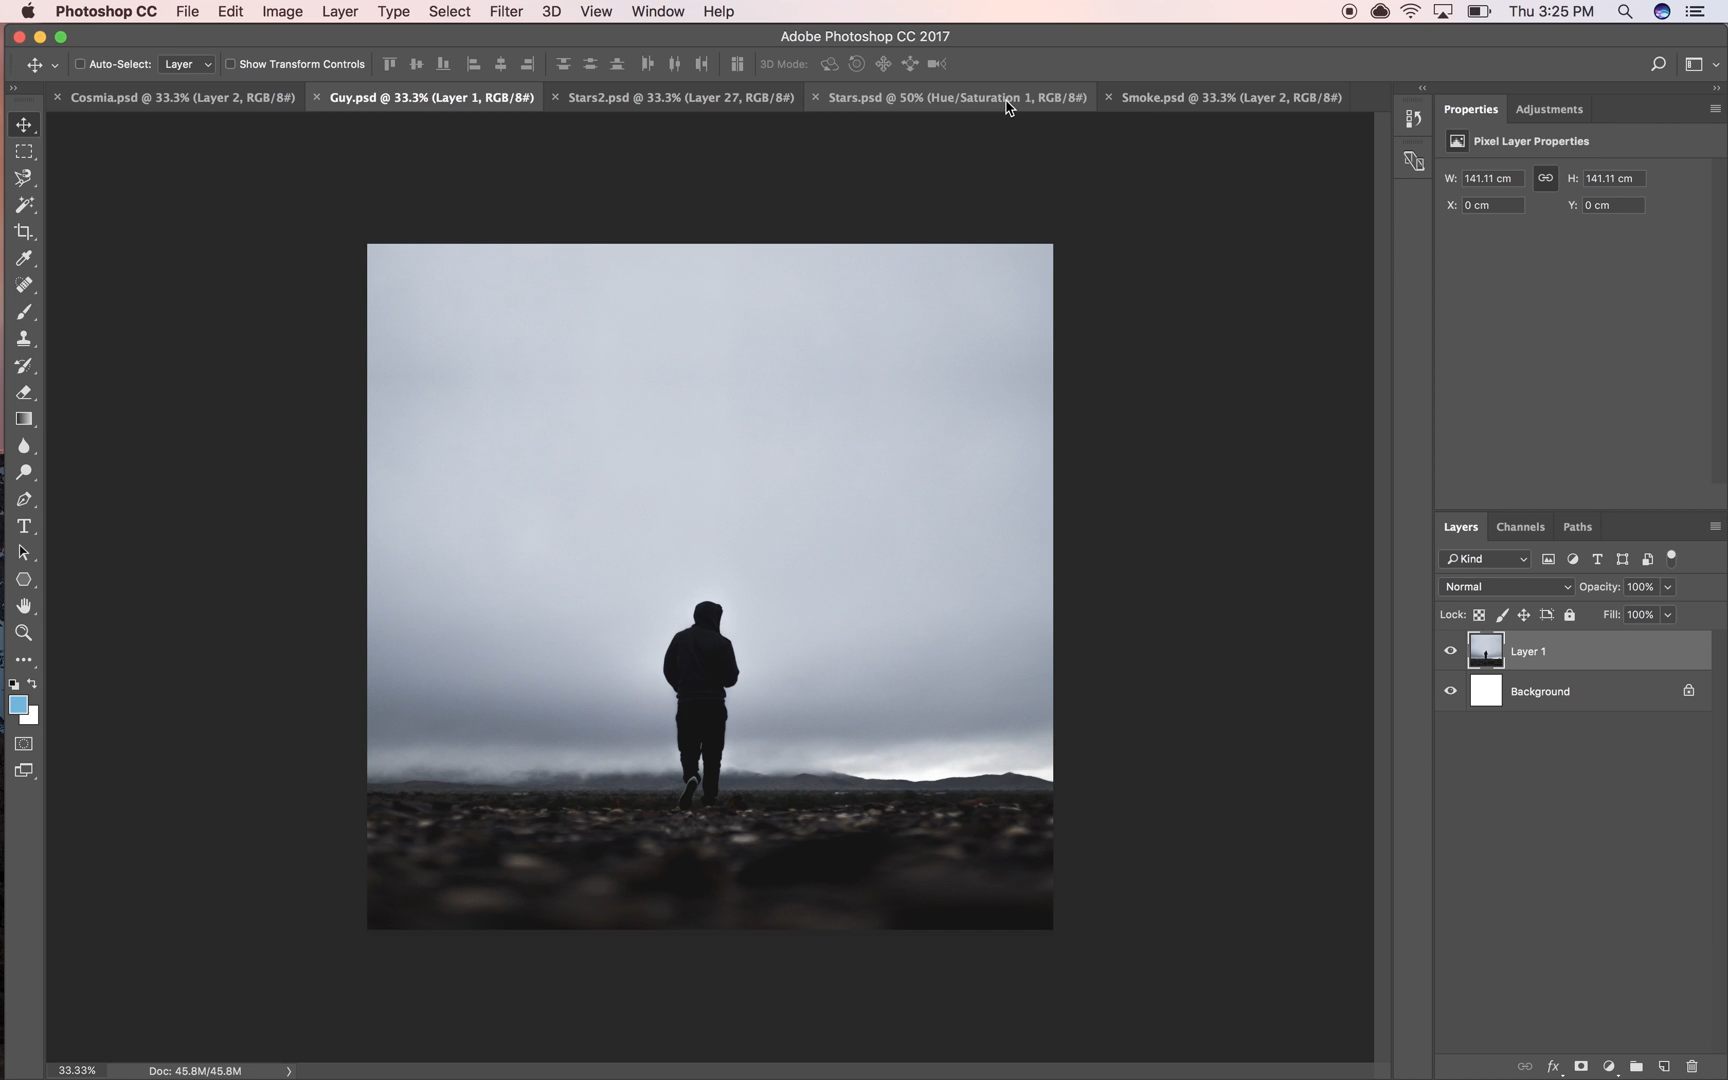 Photoshop CC File Edit Image Layer Type Select Filter 3D View Window Help Thu 3:25 PM
Adobe Photoshop CC 2017
Auto-Select: Layer Show Transform Controls 3D Mode:
Cosmia.psd @ 33.3% (Layer 2, RGB/8#) Guy.psd @ 33.3% (Layer 1, RGB/8#) Stars2.psd @ 33.3% (Layer 27, RGB/8#) Stars.psd @ 50% (Hue/Saturation 1, RGB/8#) Smoke.psd @ 33.3% (Layer 2, RGB/8#)
Properties Adjustments
Pixel Layer Properties
W: 141.11 cm H: 141.11 cm
X: 0 cm Y: 0 cm
Layers Channels Paths
Kind
Normal Opacity: 100%
Lock: Fill: 100%
Layer 1
Background
33.33% Doc: 45.8M/45.8M